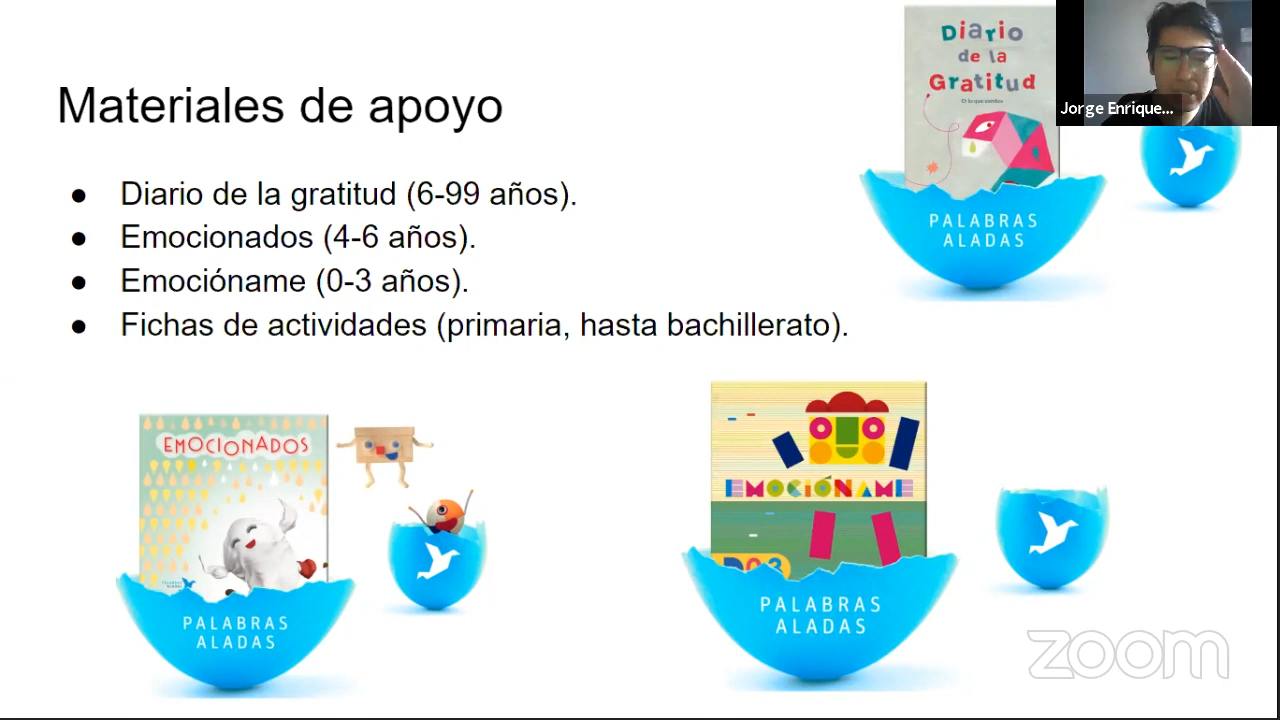 Materiales de apoyo
● Diario de la gratitud (6-99 años).
● Emocionados (4-6 años).
● Emocióname (0-3 años).
● Fichas de actividades (primaria, hasta bachillerato).
Diario
de la
Gratitud
Jorge Enrique...
PALABRAS
ALADAS
EMOCIONADOS
PALABRAS
ALADAS
EMOCIÓNAME
PALABRAS
ALADAS
zoom